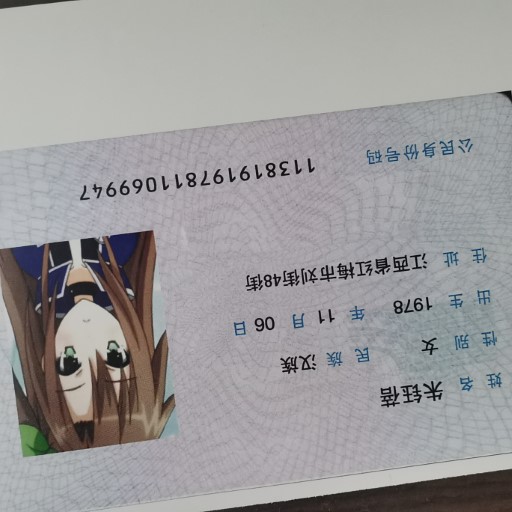 姓名 朱钰蓓
性别 女 民族 汉族
出生 1978 年 11 月 06 日
住址 江西省红梅市刘街48街
公民身份号码 113819197811069947